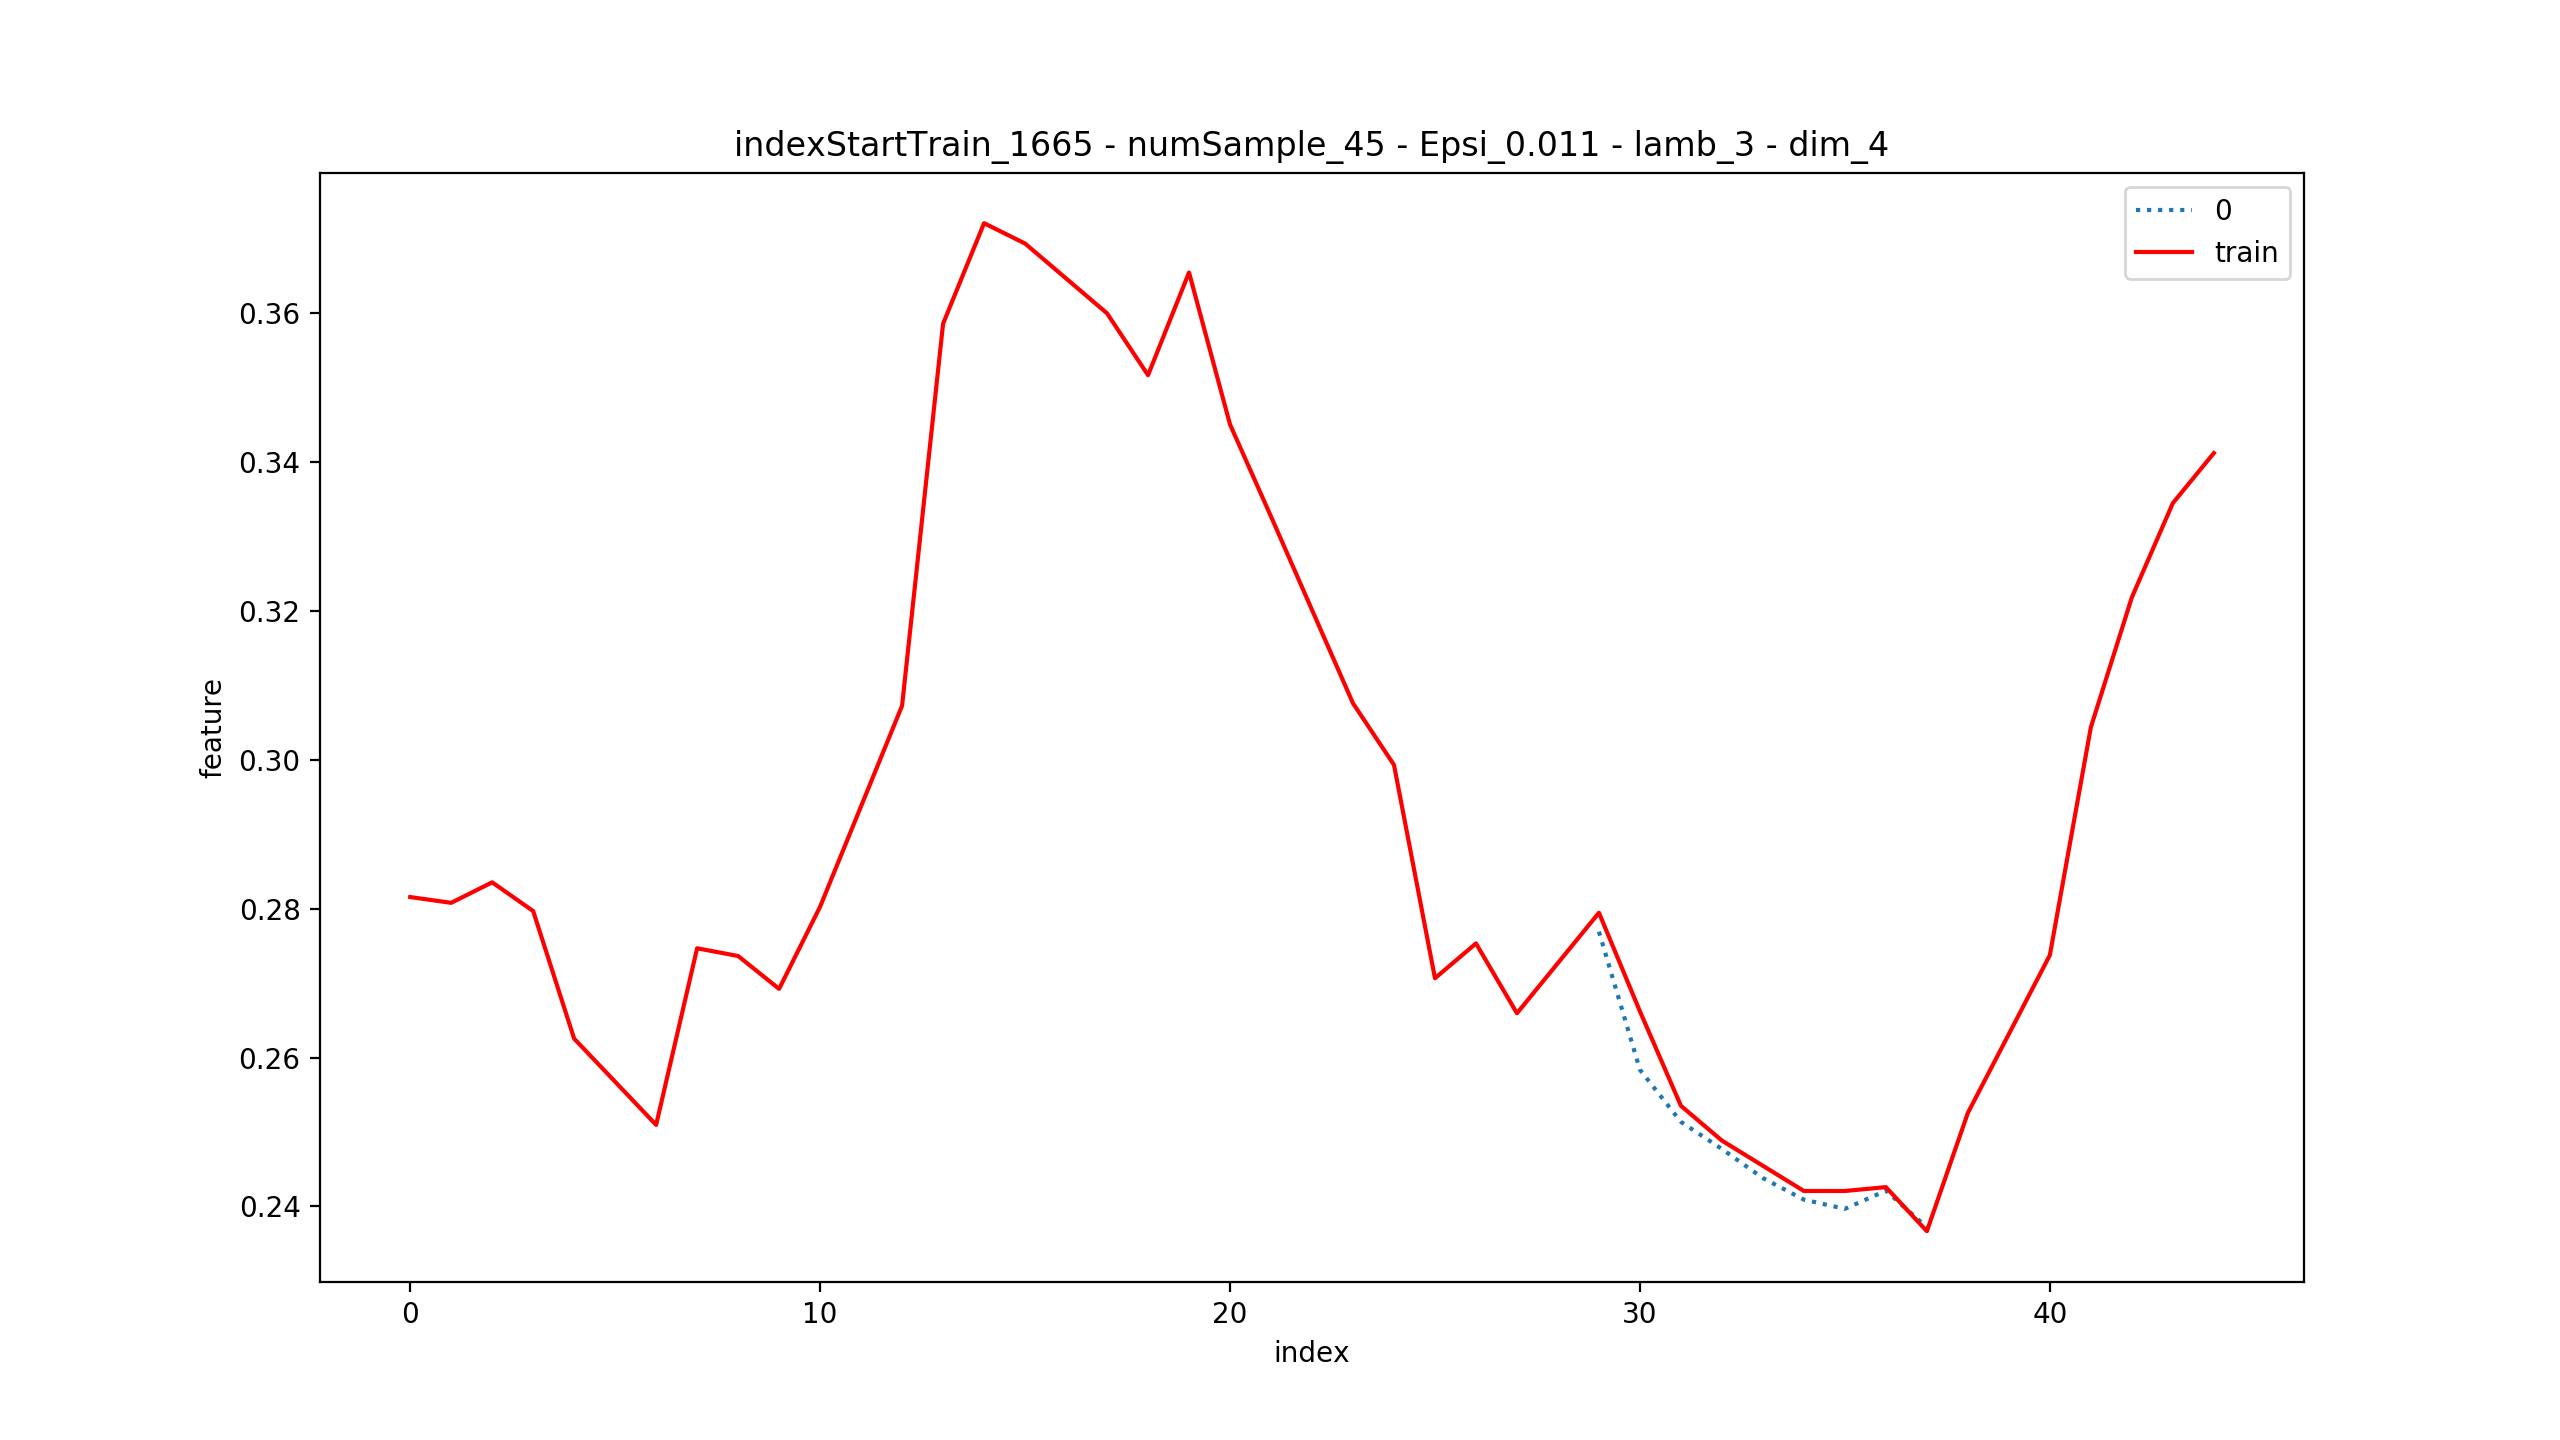 indexStartTrain_1665 - numSample_45 - Epsi_0.011 - lamb_3 - dim_4
0
train
0.36
0.34
0.32
0.30
0.28
0.26
0.24
feature
0 10 20 30 40
index